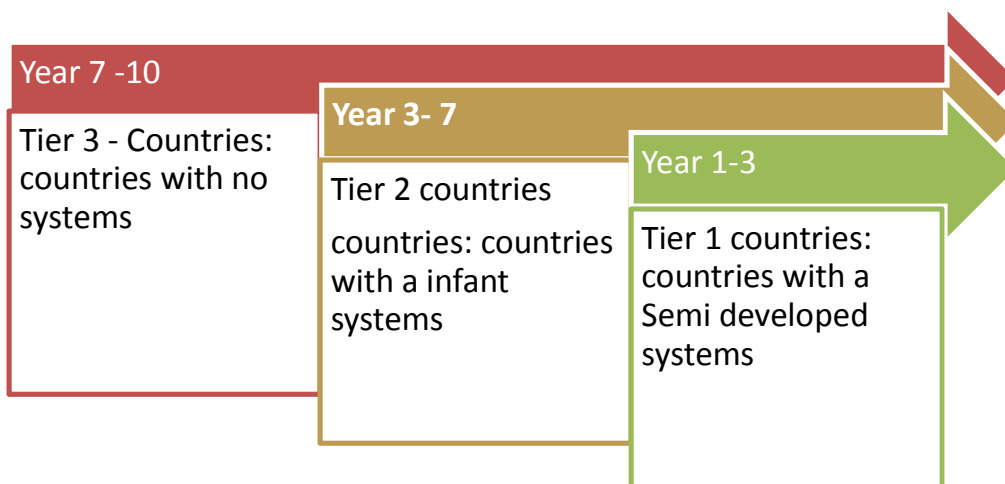 Year 7 -10
Tier 3 - Countries:
countries with no
systems
Year 3- 7
Tier 2 countries
countries: countries
with a infant
systems
Year 1-3
Tier 1 countries:
countries with a
Semi developed
systems